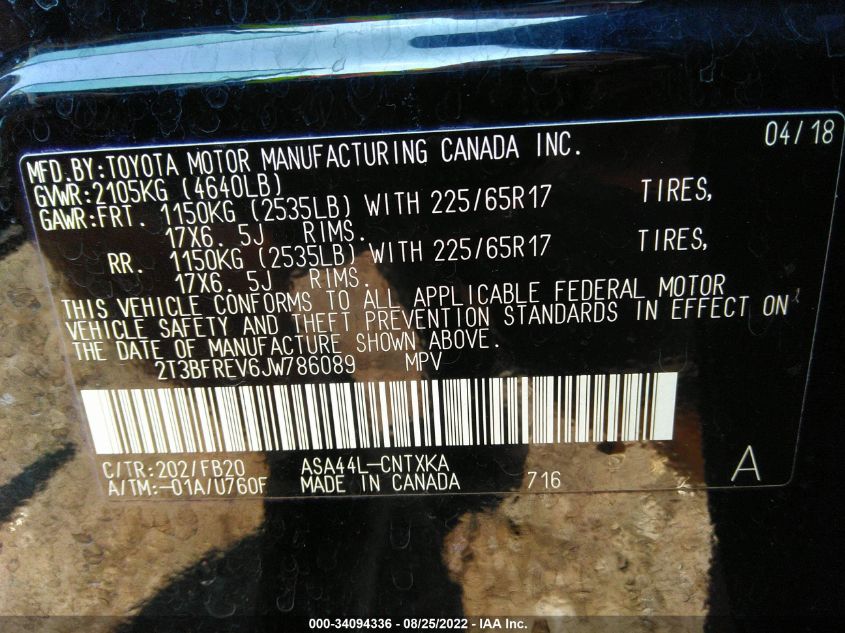 04/18
MFD.BY:TOYOTA MOTOR MANUFACTURING CANADA INC.
GVWR:2105KG (4640LB)
GAWR:FRT. 1150KG (2535LB) WITH 225/65R17 TIRES,
17X6. 5J RIMS.
RR. 1150KG (2535LB) WITH 225/65R17 TIRES,
17X6. 5J RIMS.
THIS VEHICLE CONFORMS TO ALL APPLICABLE FEDERAL MOTOR
VEHICLE SAFETY AND THEFT PREVENTION STANDARDS IN EFFECT ON
THE DATE OF MANUFACTURE SHOWN ABOVE.
2T3BFREV6JW786089 MPV
C/TR:202/FB20 ASA44L-CNTXKA
A/TM:-01A/U760F MADE IN CANADA 716 A
000-34094336 - 08/25/2022 - IAA Inc.